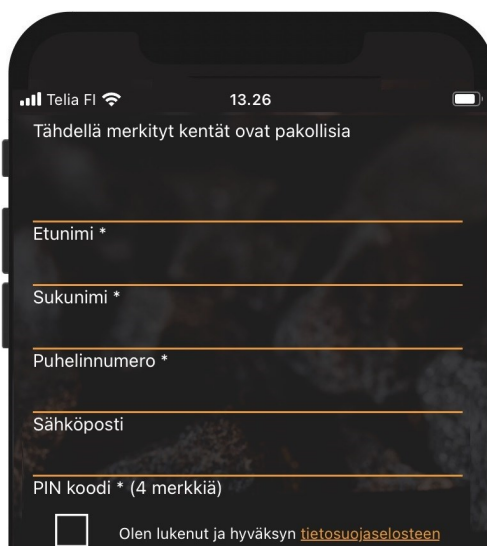 Telia FI 13.26
Tähdellä merkityt kentät ovat pakollisia
Etunimi *
Sukunimi *
Puhelinnumero *
Sähköposti
PIN koodi * (4 merkkiä)
Olen lukenut ja hyväksyn tietosuojaselosteen